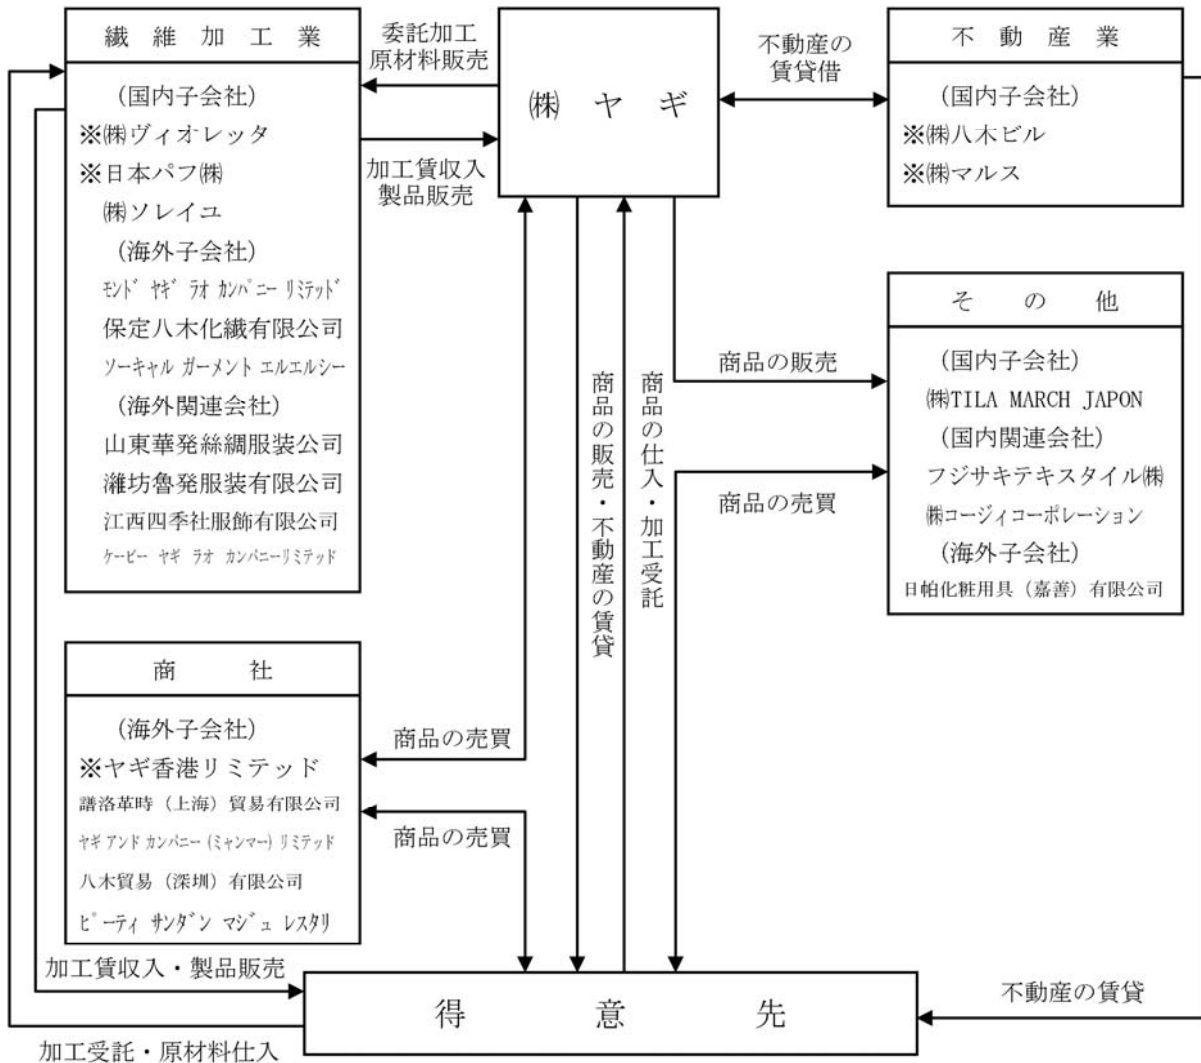 繊維加工業
(国内子会社)
※㈱ヴィオレッタ
※日本パフ㈱
㈱ソレイユ
(海外子会社)
モンド ヤギ ラオ カンパニー リミテッド
保定八木化繊有限公司
ソーキャル ガーメント エルエルシー
(海外関連会社)
山東華発絲綢服装公司
濰坊魯発服装有限公司
江西四季社服飾有限公司
ケービー ヤギ ラオ カンパニーリミテッド
委託加工
原材料販売
加工賃収入
製品販売
㈱ヤギ
不動産の
賃貸借
不動産業
(国内子会社)
※㈱八木ビル
※㈱マルス
その他
(国内子会社)
㈱TILA MARCH JAPON
(国内関連会社)
フジサキテキスタイル㈱
㈱コージィコーポレーション
(海外子会社)
日帕化粧用具（嘉善）有限公司
商品の販売
商品の売買
商品の販売・不動産の賃貸
商品の仕入・加工受託
商社
(海外子会社)
※ヤギ香港リミテッド
譜洛革時（上海）貿易有限公司
ヤギ アンド カンパニー (ミャンマー) リミテッド
八木貿易（深圳）有限公司
ピーティ サンダン マジュ レスタリ
商品の売買
商品の売買
加工賃収入・製品販売
得意先
不動産の賃貸
加工受託・原材料仕入